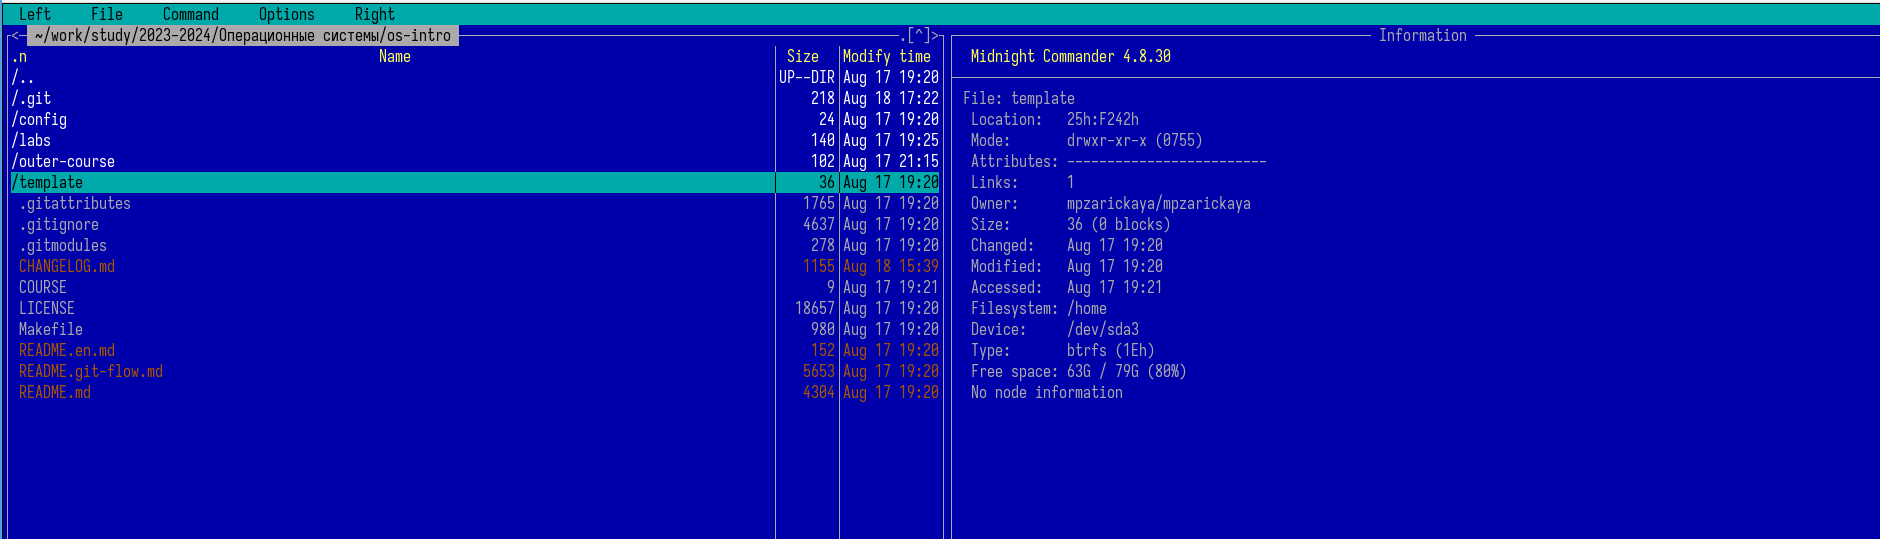 Left File Command Options Right
<- ~/work/study/2023-2024/Операционные системы/os-intro .[^]>
.n Name Size Modify time
/.. UP--DIR Aug 17 19:20
/.git 218 Aug 18 17:22
/config 24 Aug 17 19:20
/labs 140 Aug 17 19:25
/outer-course 102 Aug 17 21:15
/template 36 Aug 17 19:20
.gitattributes 1765 Aug 17 19:20
.gitignore 4637 Aug 17 19:20
.gitmodules 278 Aug 17 19:20
CHANGELOG.md 1155 Aug 18 15:39
COURSE 9 Aug 17 19:21
LICENSE 18657 Aug 17 19:20
Makefile 980 Aug 17 19:20
README.en.md 152 Aug 17 19:20
README.git-flow.md 5653 Aug 17 19:20
README.md 4304 Aug 17 19:20
Information
Midnight Commander 4.8.30
File: template
Location: 25h:F242h
Mode: drwxr-xr-x (0755)
Attributes: -------------------------
Links: 1
Owner: mpzarickaya/mpzarickaya
Size: 36 (0 blocks)
Changed: Aug 17 19:20
Modified: Aug 17 19:20
Accessed: Aug 17 19:21
Filesystem: /home
Device: /dev/sda3
Type: btrfs (1Eh)
Free space: 63G / 79G (80%)
No node information